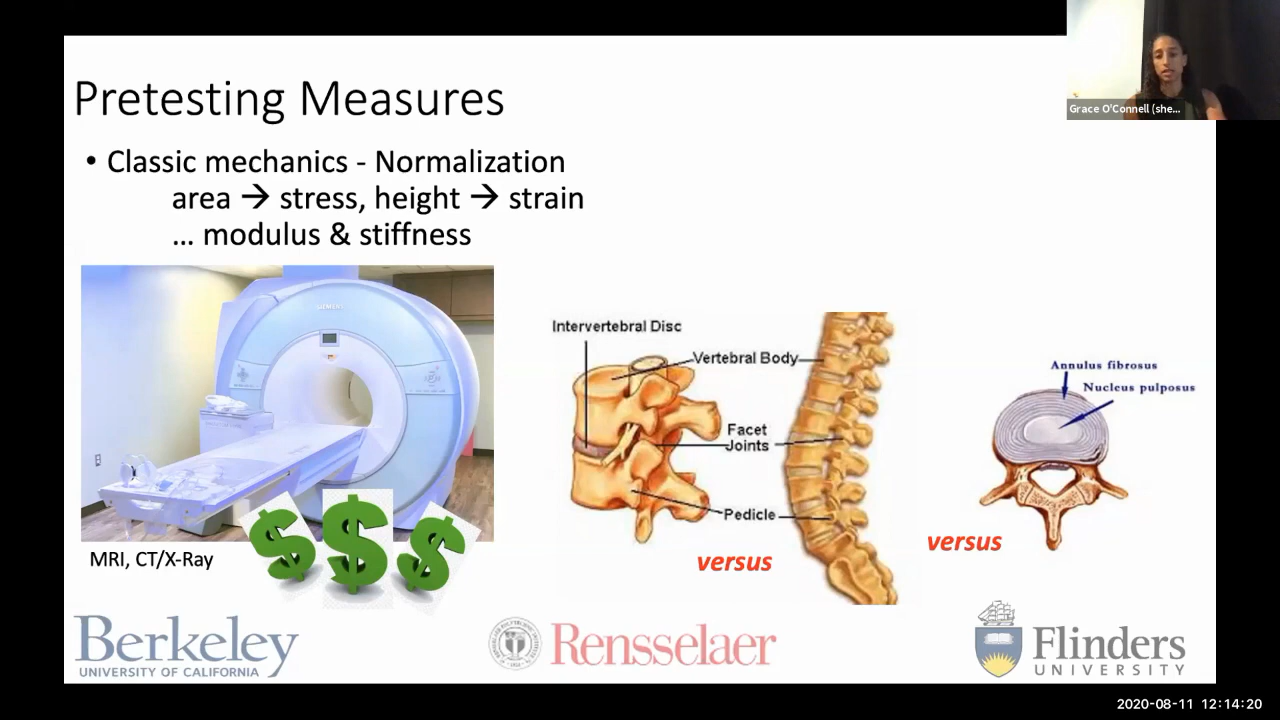 Pretesting Measures
Grace O'Connell (she...
• Classic mechanics - Normalization
area → stress, height → strain
... modulus & stiffness
SIEMENS
Intervertebral Disc
Vertebral Body
Facet
Joints
Pedicle
Annulus fibrosus
Nucleus pulposus
versus
versus
MRI, CT/X-Ray
$$$
Berkeley
UNIVERSITY OF CALIFORNIA
Rensselaer
Flinders
UNIVERSITY
2020-08-11 12:14:20